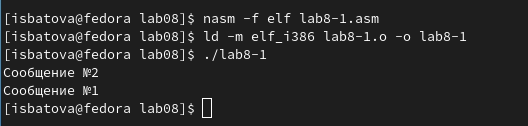 [isbatova@fedora lab08]$ nasm -f elf lab8-1.asm
[isbatova@fedora lab08]$ ld -m elf_i386 lab8-1.o -o lab8-1
[isbatova@fedora lab08]$ ./lab8-1
Сообщение №2
Сообщение №1
[isbatova@fedora lab08]$